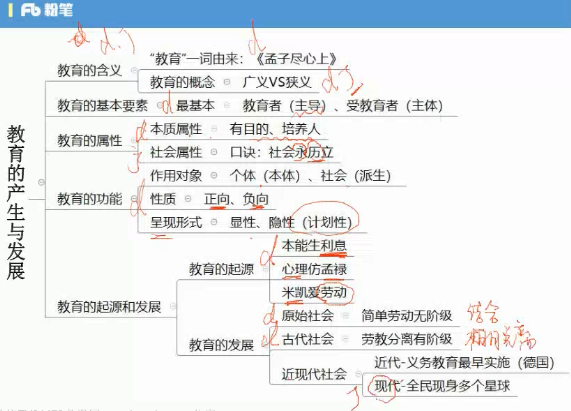 粉笔
教育的产生与发展
教育的含义
“教育”一词由来：《孟子尽心上》
教育的概念 广义VS狭义
教育的基本要素 最基本 教育者（主导）、受教育者（主体）
教育的属性
本质属性 有目的、培养人
社会属性 口诀：社会永历立
教育的功能
作用对象 个体（本体）、社会（派生）
性质 正向、负向
呈现形式 显性、隐性（计划性）
教育的起源和发展
教育的起源
本能生利息
心理仿孟禄
米凯爱劳动
教育的发展
原始社会 简单劳动无阶级 结合
古代社会 劳教分离有阶级
近现代社会
近代-义务教育最早实施（德国）
现代-全民现身多个星球